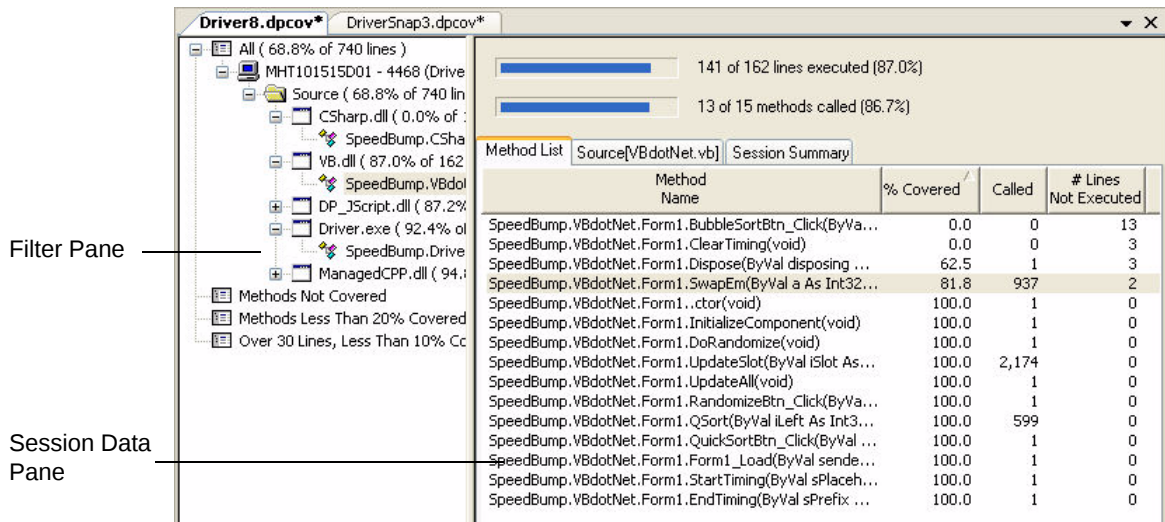 Driver8.dpcov* DriverSnap3.dpcov*
All ( 68.8% of 740 lines )
MHT101515D01 - 4468 (Drive
Source ( 68.8% of 740 lin
CSharp.dll ( 0.0% of
SpeedBump.CSha
VB.dll ( 87.0% of 162
SpeedBump.VBdo
DP_JScript.dll ( 87.2%
Driver.exe ( 92.4% of
SpeedBump.Drive
ManagedCPP.dll ( 94.
Methods Not Covered
Methods Less Than 20% Covered
Over 30 Lines, Less Than 10% Co
Filter Pane
Session Data
Pane
141 of 162 lines executed (87.0%)
13 of 15 methods called (86.7%)
Method List Source[VBdotNet.vb] Session Summary
Method Name % Covered Called # Lines Not Executed
SpeedBump.VBdotNet.Form1.BubbleSortBtn_Click(ByVa... 0.0 0 13
SpeedBump.VBdotNet.Form1.ClearTiming(void) 0.0 0 3
SpeedBump.VBdotNet.Form1.Dispose(ByVal disposing ... 62.5 1 3
SpeedBump.VBdotNet.Form1.SwapEm(ByVal a As Int32... 81.8 937 2
SpeedBump.VBdotNet.Form1..ctor(void) 100.0 1 0
SpeedBump.VBdotNet.Form1.InitializeComponent(void) 100.0 1 0
SpeedBump.VBdotNet.Form1.DoRandomize(void) 100.0 1 0
SpeedBump.VBdotNet.Form1.UpdateSlot(ByVal iSlot As... 100.0 2,174 0
SpeedBump.VBdotNet.Form1.UpdateAll(void) 100.0 1 0
SpeedBump.VBdotNet.Form1.RandomizeBtn_Click(ByVa... 100.0 1 0
SpeedBump.VBdotNet.Form1.QSort(ByVal iLeft As Int3... 100.0 599 0
SpeedBump.VBdotNet.Form1.QuickSortBtn_Click(ByVal ... 100.0 1 0
SpeedBump.VBdotNet.Form1.Form1_Load(ByVal sende... 100.0 1 0
SpeedBump.VBdotNet.Form1.StartTiming(ByVal sPlaceh... 100.0 1 0
SpeedBump.VBdotNet.Form1.EndTiming(ByVal sPrefix ... 100.0 1 0